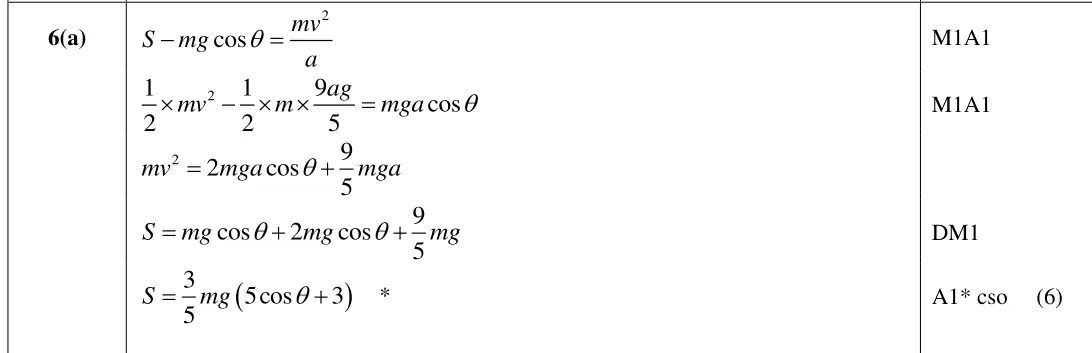 6(a) S − mg cos θ = mv²/a M1A1
1/2 × mv² − 1/2 × m × 9ag/5 = mga cos θ M1A1
mv² = 2mga cos θ + 9/5 mga
S = mg cos θ + 2mg cos θ + 9/5 mg DM1
S = 3/5 mg (5 cos θ + 3) * A1* cso (6)